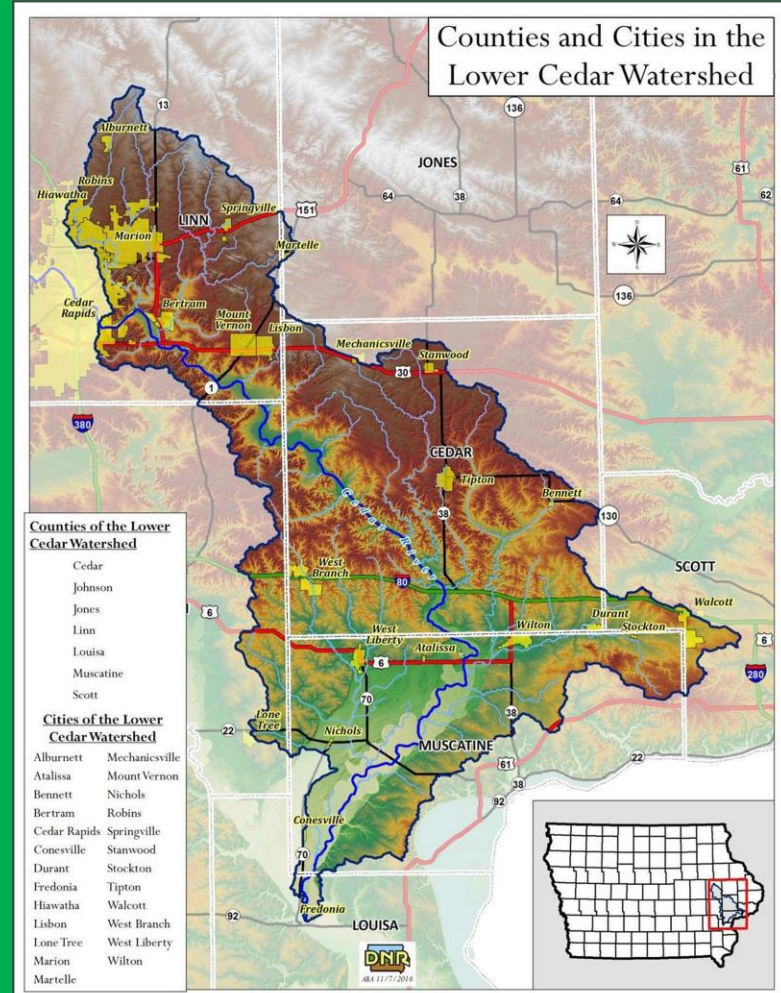 Counties and Cities in the
Lower Cedar Watershed
13
136
Alburnett
JONES
61
Robins
64
38
64
62
Hiawatha
LINN
Springville
151
Marion
Martelle
N
W
E
S
136
Cedar
Rapids
Bertram
Mount
Vernon
Lisbon
Mechanicsville
Stanwood
30
1
380
CEDAR
Tipton
Bennett
Cedar River
38
130
Counties of the Lower
Cedar Watershed
Cedar
Johnson
Jones
Linn
Louisa
Muscatine
Scott
SCOTT
West
Branch
80
Walcott
6
Durant
Wilton
Stockton
6
West
Liberty
Atalissa
6
280
70
Lone
Tree
22
Nichols
38
MUSCATINE
61
22
38
92
Conesville
70
92
Fredonia
LOUISA
Cities of the Lower
Cedar Watershed
Alburnett Mechanicsville
Atalissa Mount Vernon
Bennett Nichols
Bertram Robins
Cedar Rapids Springville
Conesville Stanwood
Durant Stockton
Fredonia Tipton
Hiawatha Walcott
Lisbon West Branch
Lone Tree West Liberty
Marion Wilton
Martelle
DNR
11/7/2016